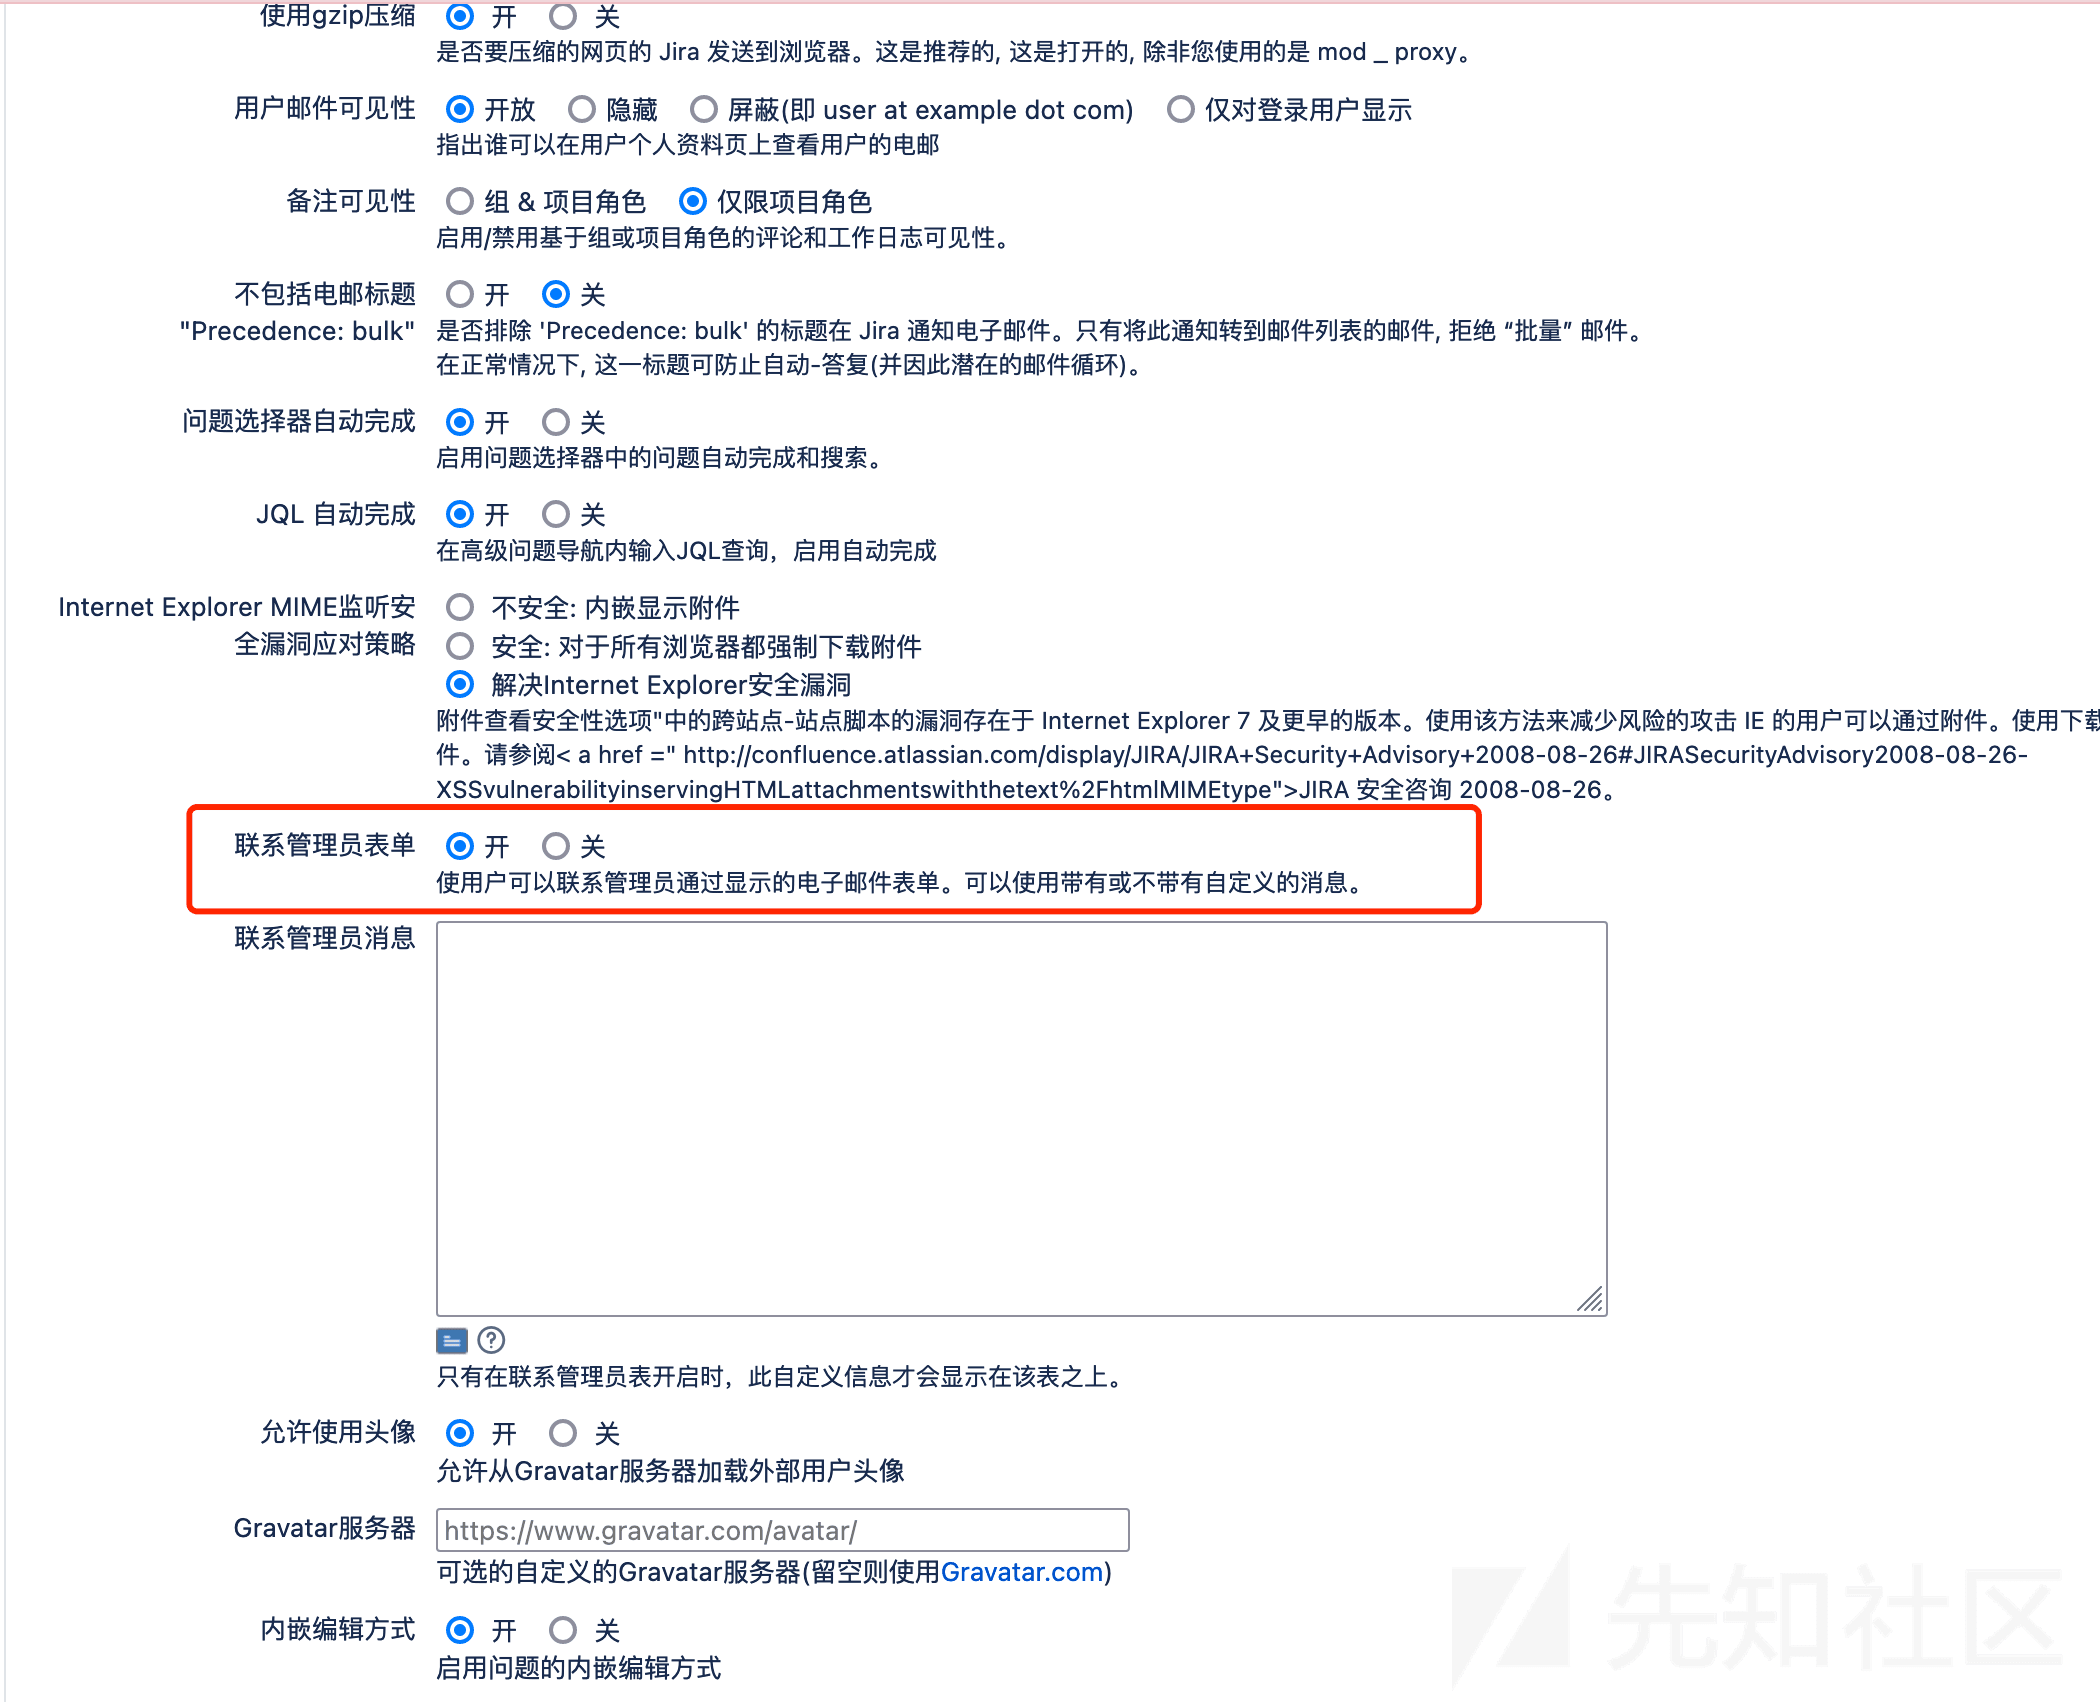 使用gzip压缩 开 关
是否要压缩的网页的 Jira 发送到浏览器。这是推荐的, 这是打开的, 除非您使用的是 mod _ proxy。
用户邮件可见性 开放 隐藏 屏蔽(即 user at example dot com) 仅对登录用户显示
指出谁可以在用户个人资料页上查看用户的电邮
备注可见性 组 & 项目角色 仅限项目角色
启用/禁用基于组或项目角色的评论和工作日志可见性。
不包括电邮标题 开 关
"Precedence: bulk" 是否排除 'Precedence: bulk' 的标题在 Jira 通知电子邮件。只有将此通知转到邮件列表的邮件, 拒绝 “批量” 邮件。
在正常情况下, 这一标题可防止自动-答复(并因此潜在的邮件循环)。
问题选择器自动完成 开 关
启用问题选择器中的问题自动完成和搜索。
JQL 自动完成 开 关
在高级问题导航内输入JQL查询，启用自动完成
Internet Explorer MIME监听安 不安全: 内嵌显示附件
全漏洞应对策略 安全: 对于所有浏览器都强制下载附件
解决Internet Explorer安全漏洞
附件查看安全性选项"中的跨站点-站点脚本的漏洞存在于 Internet Explorer 7 及更早的版本。使用该方法来减少风险的攻击 IE 的用户可以通过附件。使用下载
件。请参阅< a href =" http://confluence.atlassian.com/display/JIRA/JIRA+Security+Advisory+2008-08-26#JIRASecurityAdvisory2008-08-26-
XSSvulnerabilityinservingHTMLattachmentswiththetext%2FhtmlMIMEtype">JIRA 安全咨询 2008-08-26。
联系管理员表单 开 关
使用户可以联系管理员通过显示的电子邮件表单。可以使用带有或不带有自定义的消息。
联系管理员消息
只有在联系管理员表开启时，此自定义信息才会显示在该表之上。
允许使用头像 开 关
允许从Gravatar服务器加载外部用户头像
Gravatar服务器 https://www.gravatar.com/avatar/
可选的自定义的Gravatar服务器(留空则使用Gravatar.com)
内嵌编辑方式 开 关
启用问题的内嵌编辑方式
先知社区